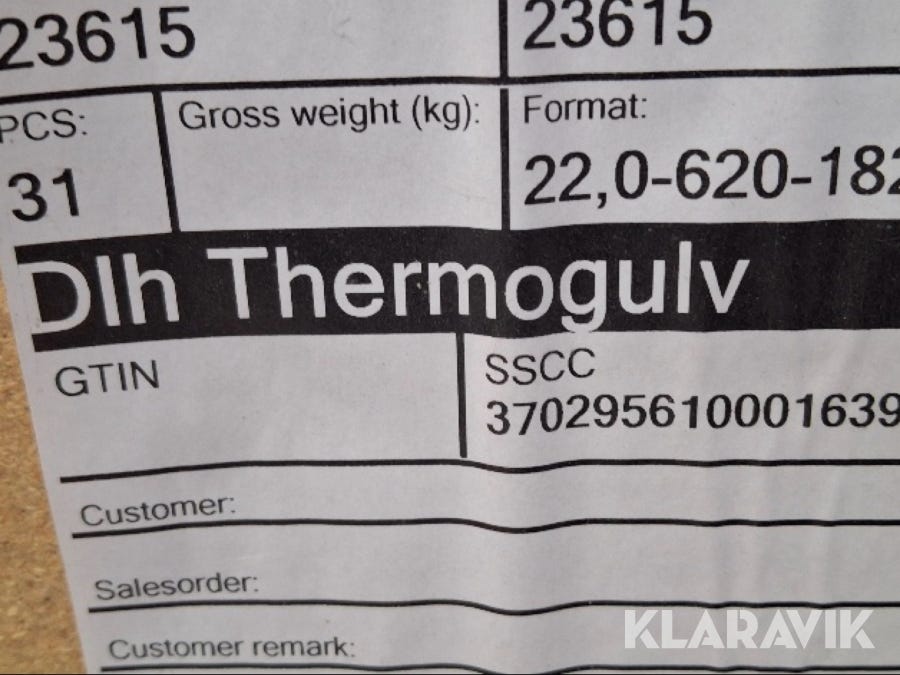 23615 23615
PCS: Gross weight (kg): Format:
31 22,0-620-182
Dlh Thermogulv
GTIN SSCC
370295610001639
Customer:
Salesorder:
Customer remark:
KLARAVIK